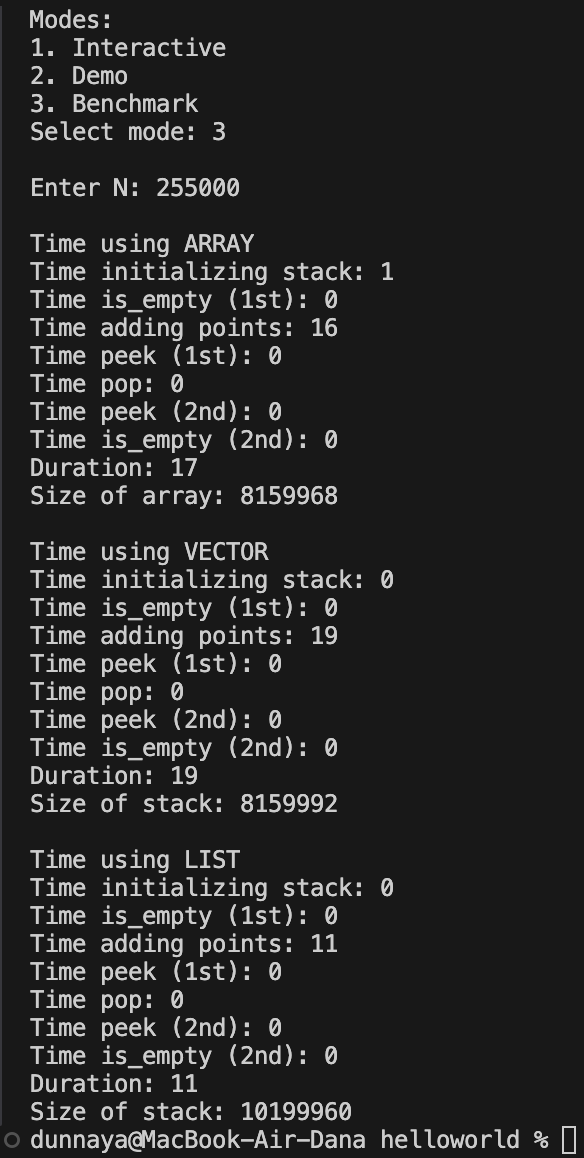 Modes:
1. Interactive
2. Demo
3. Benchmark
Select mode: 3
Enter N: 255000
Time using ARRAY
Time initializing stack: 1
Time is_empty (1st): 0
Time adding points: 16
Time peek (1st): 0
Time pop: 0
Time peek (2nd): 0
Time is_empty (2nd): 0
Duration: 17
Size of array: 8159968
Time using VECTOR
Time initializing stack: 0
Time is_empty (1st): 0
Time adding points: 19
Time peek (1st): 0
Time pop: 0
Time peek (2nd): 0
Time is_empty (2nd): 0
Duration: 19
Size of stack: 8159992
Time using LIST
Time initializing stack: 0
Time is_empty (1st): 0
Time adding points: 11
Time peek (1st): 0
Time pop: 0
Time peek (2nd): 0
Time is_empty (2nd): 0
Duration: 11
Size of stack: 10199960
dunnaya@MacBook-Air-Dana helloworld %